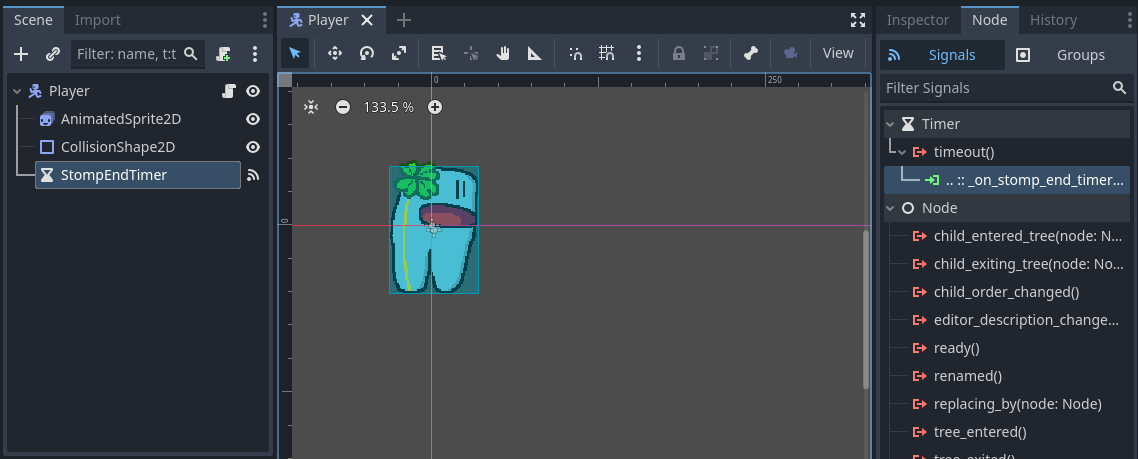 Scene Import
Filter: name, t:t
Player
AnimatedSprite2D
CollisionShape2D
StompEndTimer
Player
View
0 250
133.5 %
0
Inspector Node History
Signals Groups
Filter Signals
Timer
timeout()
.. :: _on_stomp_end_timer...
Node
child_entered_tree(node: N...
child_exiting_tree(node: No...
child_order_changed()
editor_description_change...
ready()
renamed()
replacing_by(node: Node)
tree_entered()
tree_exited()